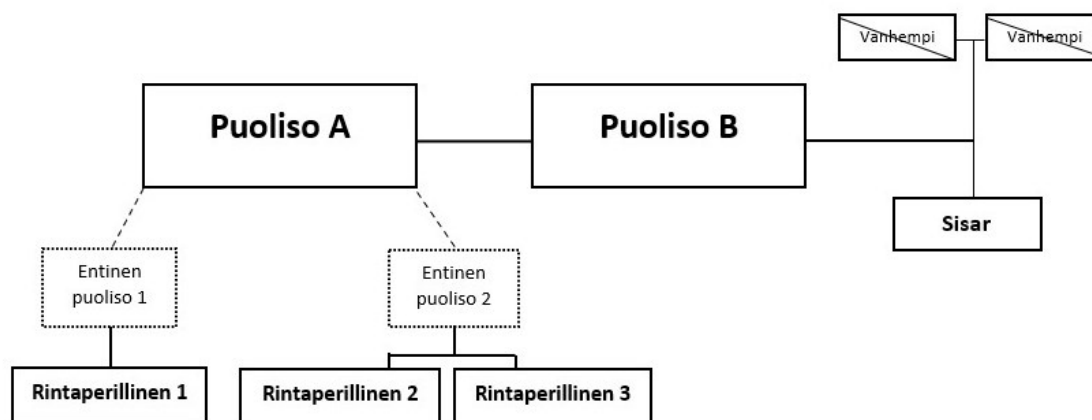 Vanhempi
Vanhempi
Puoliso A
Puoliso B
Sisar
Entinen
puoliso 1
Entinen
puoliso 2
Rintaperillinen 1
Rintaperillinen 2
Rintaperillinen 3